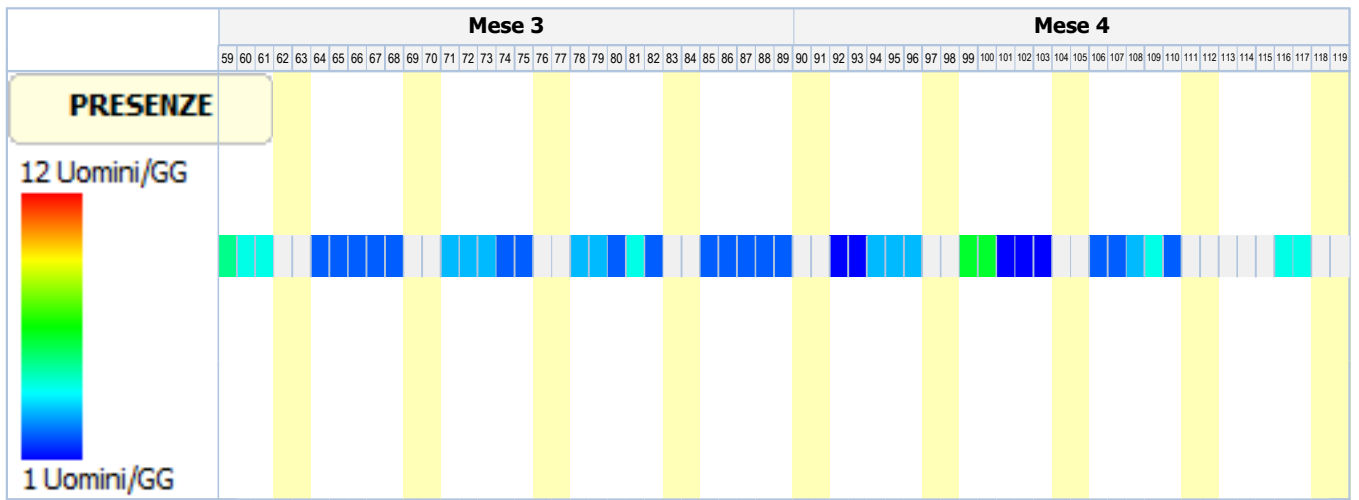 Mese 3 Mese 4
59 60 61 62 63 64 65 66 67 68 69 70 71 72 73 74 75 76 77 78 79 80 81 82 83 84 85 86 87 88 89 90 91 92 93 94 95 96 97 98 99 100 101 102 103 104 105 106 107 108 109 110 111 112 113 114 115 116 117 118 119
PRESENZE
12 Uomini/GG
1 Uomini/GG